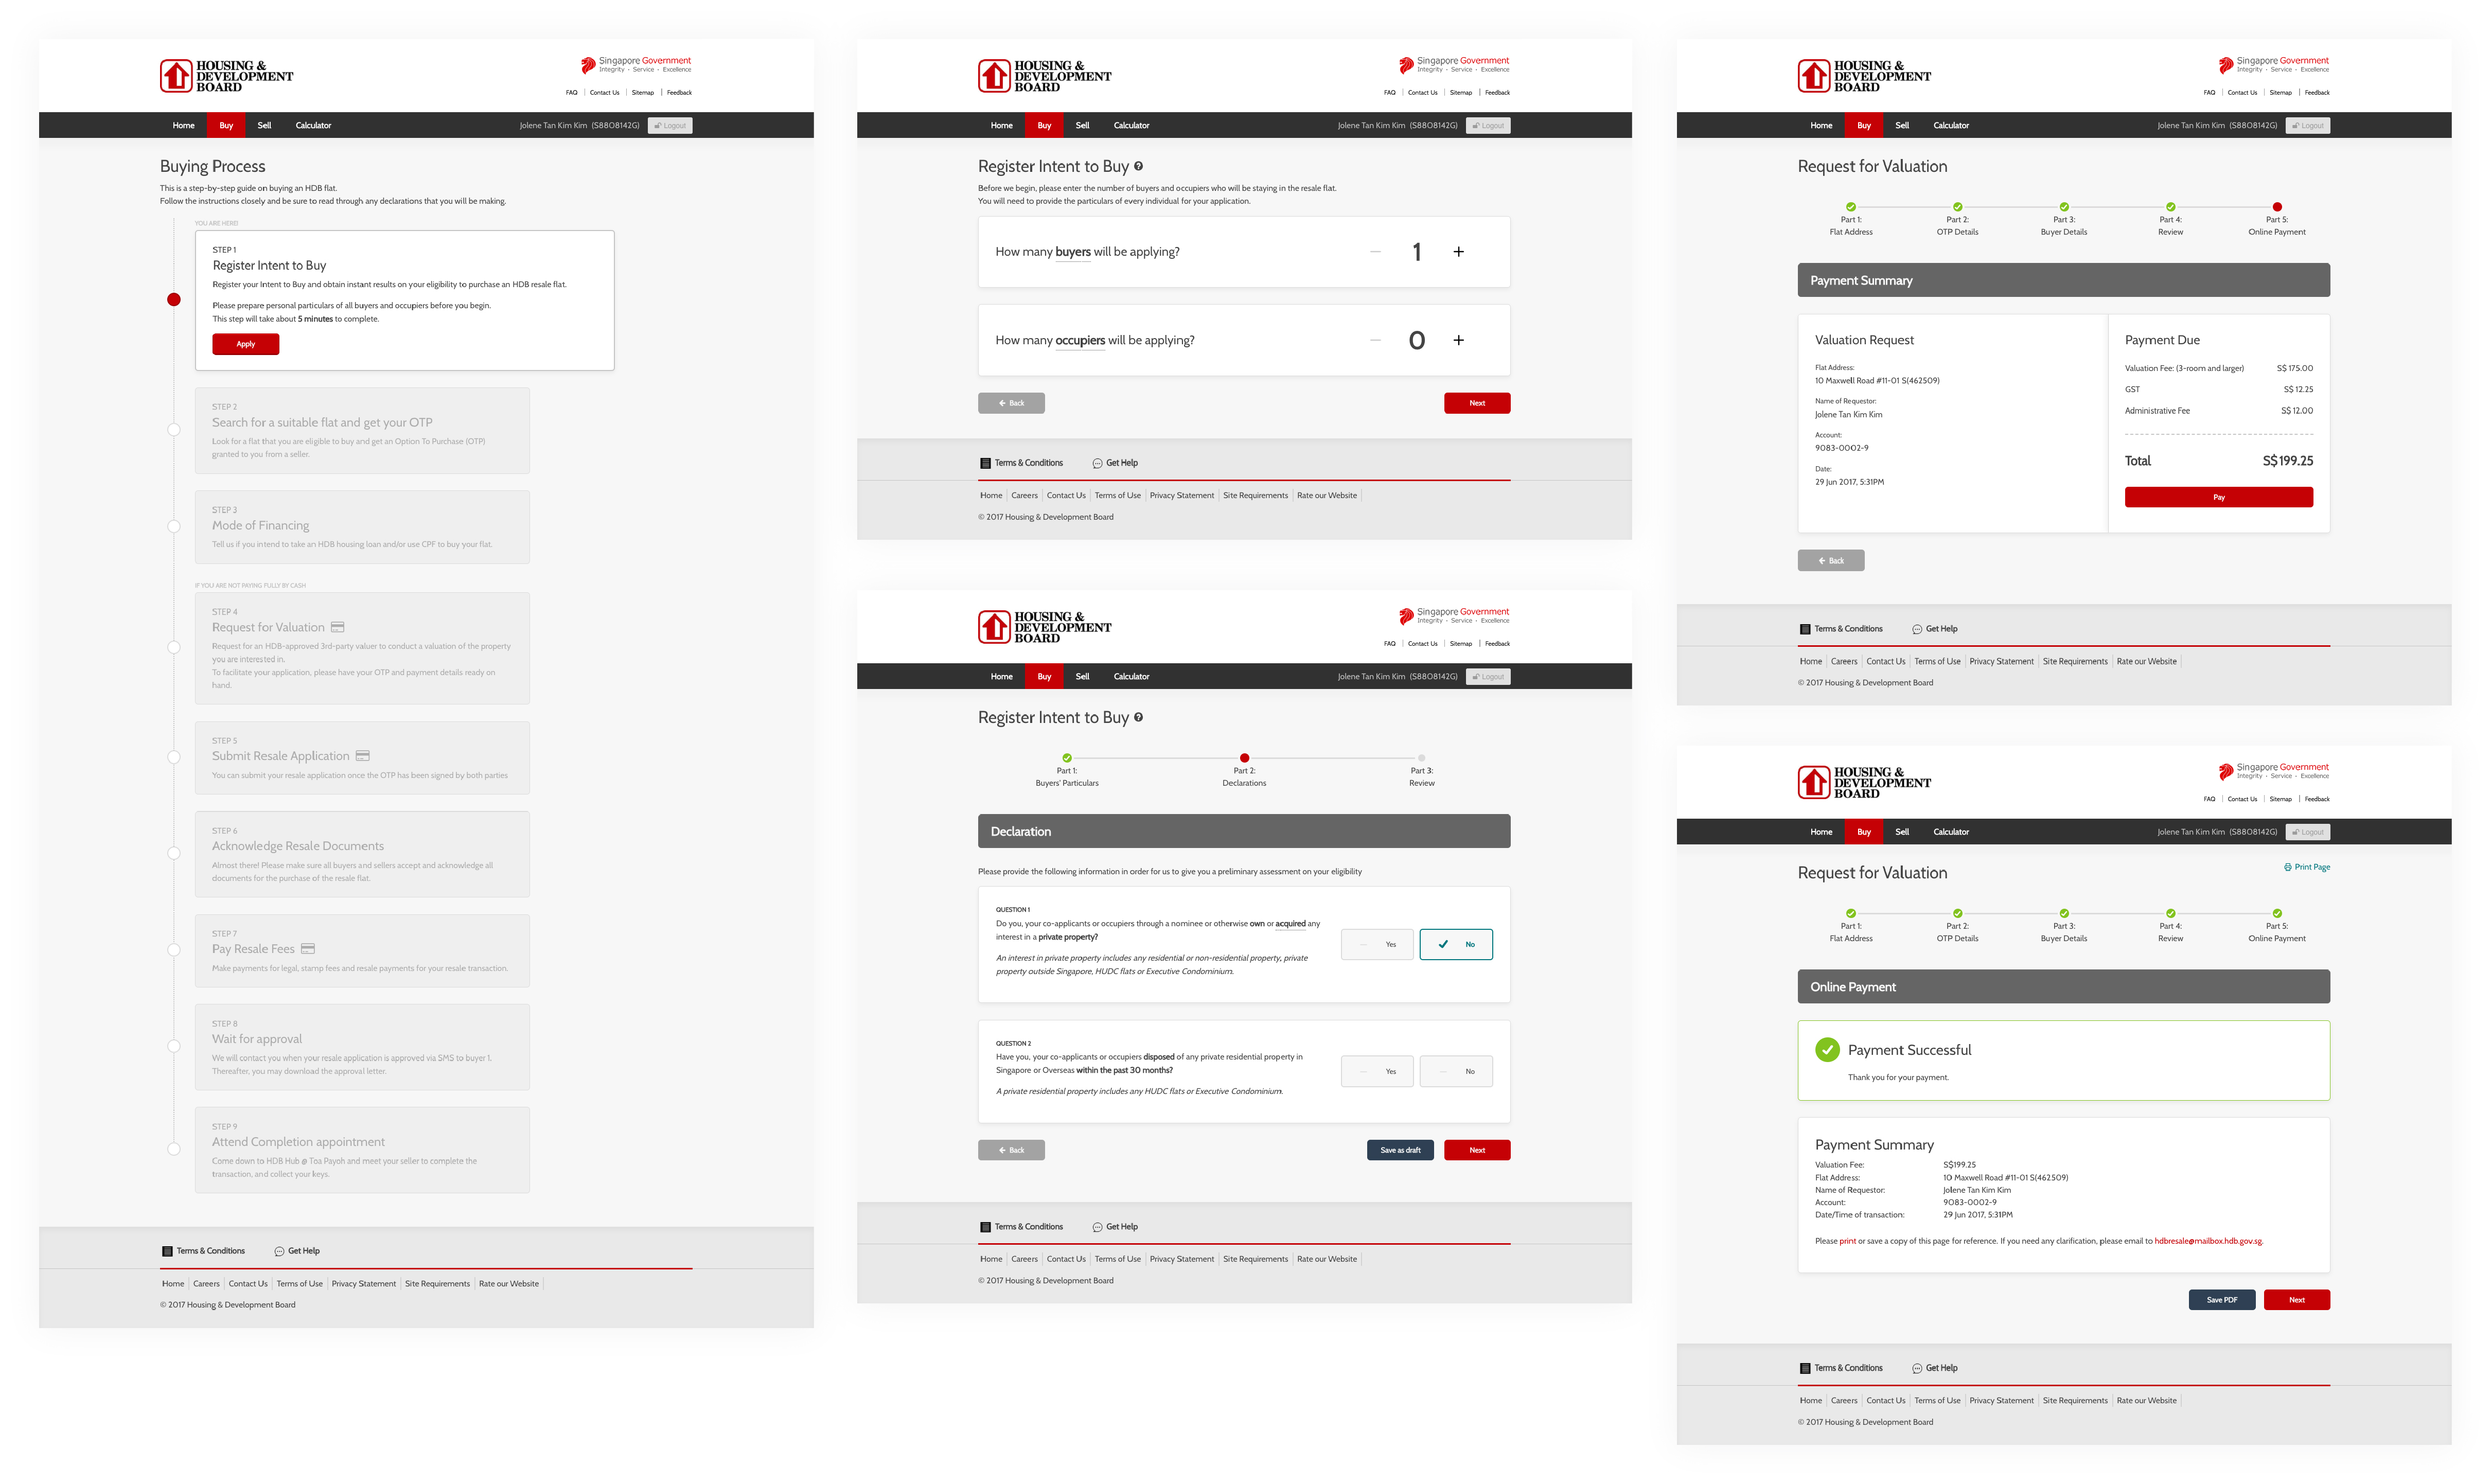 HOUSING &
DEVELOPMENT
BOARD
Singapore Government
Integrity · Service · Excellence
FAQ Contact Us Sitemap Feedback
Home Buy Sell Calculator Jolene Tan Kim Kim (S8808142G) Logout
Buying Process
This is a step-by-step guide on buying an HDB flat.
Follow the instructions closely and be sure to read through any declarations that you will be making.
YOU ARE HERE!
STEP 1
Register Intent to Buy
Register your Intent to Buy and obtain instant results on your eligibility to purchase an HDB resale flat.
Please prepare personal particulars of all buyers and occupiers before you begin.
This step will take about 5 minutes to complete.
Apply
STEP 2
Search for a suitable flat and get your OTP
Look for a flat that you are eligible to buy and get an Option To Purchase (OTP)
granted to you from a seller.
STEP 3
Mode of Financing
Tell us if you intend to take an HDB housing loan and/or use CPF to buy your flat.
IF YOU ARE NOT PAYING FULLY BY CASH
STEP 4
Request for Valuation
Request for an HDB-approved 3rd-party valuer to conduct a valuation of the property
you are interested in.
To facilitate your application, please have your OTP and payment details ready on
hand.
STEP 5
Submit Resale Application
You can submit your resale application once the OTP has been signed by both parties
STEP 6
Acknowledge Resale Documents
Almost there! Please make sure all buyers and sellers accept and acknowledge all
documents for the purchase of the resale flat.
STEP 7
Pay Resale Fees
Make payments for legal, stamp fees and resale payments for your resale transaction.
STEP 8
Wait for approval
We will contact you when your resale application is approved via SMS to buyer 1.
Thereafter, you may download the approval letter.
STEP 9
Attend Completion appointment
Come down to HDB Hub @ Toa Payoh and meet your seller to complete the
transaction, and collect your keys.
Terms & Conditions Get Help
Home Careers Contact Us Terms of Use Privacy Statement Site Requirements Rate our Website
© 2017 Housing & Development Board
HOUSING &
DEVELOPMENT
BOARD
Singapore Government
Integrity · Service · Excellence
FAQ Contact Us Sitemap Feedback
Home Buy Sell Calculator Jolene Tan Kim Kim (S8808142G) Logout
Register Intent to Buy ?
Before we begin, please enter the number of buyers and occupiers who will be staying in the resale flat.
You will need to provide the particulars of every individual for your application.
How many buyers will be applying? — 1 +
How many occupiers will be applying? — 0 +
Back Next
Terms & Conditions Get Help
Home Careers Contact Us Terms of Use Privacy Statement Site Requirements Rate our Website
© 2017 Housing & Development Board
HOUSING &
DEVELOPMENT
BOARD
Singapore Government
Integrity · Service · Excellence
FAQ Contact Us Sitemap Feedback
Home Buy Sell Calculator Jolene Tan Kim Kim (S8808142G) Logout
Register Intent to Buy ?
Part 1: Part 2: Part 3:
Buyers' Particulars Declarations Review
Declaration
Please provide the following information in order for us to give you a preliminary assessment on your eligibility
QUESTION 1
Do you, your co-applicants or occupiers through a nominee or otherwise own or acquired any
interest in a private property?
An interest in private property includes any residential or non-residential property, private
property outside Singapore, HUDC flats or Executive Condominium.
Yes No
QUESTION 2
Have you, your co-applicants or occupiers disposed of any private residential property in
Singapore or Overseas within the past 30 months?
A private residential property includes any HUDC flats or Executive Condominium.
Yes No
Back Save as draft Next
Terms & Conditions Get Help
Home Careers Contact Us Terms of Use Privacy Statement Site Requirements Rate our Website
© 2017 Housing & Development Board
HOUSING &
DEVELOPMENT
BOARD
Singapore Government
Integrity · Service · Excellence
FAQ Contact Us Sitemap Feedback
Home Buy Sell Calculator Jolene Tan Kim Kim (S8808142G) Logout
Request for Valuation
Part 1: Part 2: Part 3: Part 4: Part 5:
Flat Address OTP Details Buyer Details Review Online Payment
Payment Summary
Valuation Request
Flat Address:
10 Maxwell Road #11-01 S(462509)
Name of Requestor:
Jolene Tan Kim Kim
Account:
9083-0002-9
Date:
29 Jun 2017, 5:31PM
Payment Due
Valuation Fee: (3-room and larger) S$ 175.00
GST S$ 12.25
Administrative Fee S$ 12.00
Total S$ 199.25
Pay
Back
Terms & Conditions Get Help
Home Careers Contact Us Terms of Use Privacy Statement Site Requirements Rate our Website
© 2017 Housing & Development Board
HOUSING &
DEVELOPMENT
BOARD
Singapore Government
Integrity · Service · Excellence
FAQ Contact Us Sitemap Feedback
Home Buy Sell Calculator Jolene Tan Kim Kim (S8808142G) Logout
Print Page
Request for Valuation
Part 1: Part 2: Part 3: Part 4: Part 5:
Flat Address OTP Details Buyer Details Review Online Payment
Online Payment
Payment Successful
Thank you for your payment.
Payment Summary
Valuation Fee: S$199.25
Flat Address: 10 Maxwell Road #11-01 S(462509)
Name of Requestor: Jolene Tan Kim Kim
Account: 9083-0002-9
Date/Time of transaction: 29 Jun 2017, 5:31PM
Please print or save a copy of this page for reference. If you need any clarification, please email to hdbresale@mailbox.hdb.gov.sg.
Save PDF Next
Terms & Conditions Get Help
Home Careers Contact Us Terms of Use Privacy Statement Site Requirements Rate our Website
© 2017 Housing & Development Board